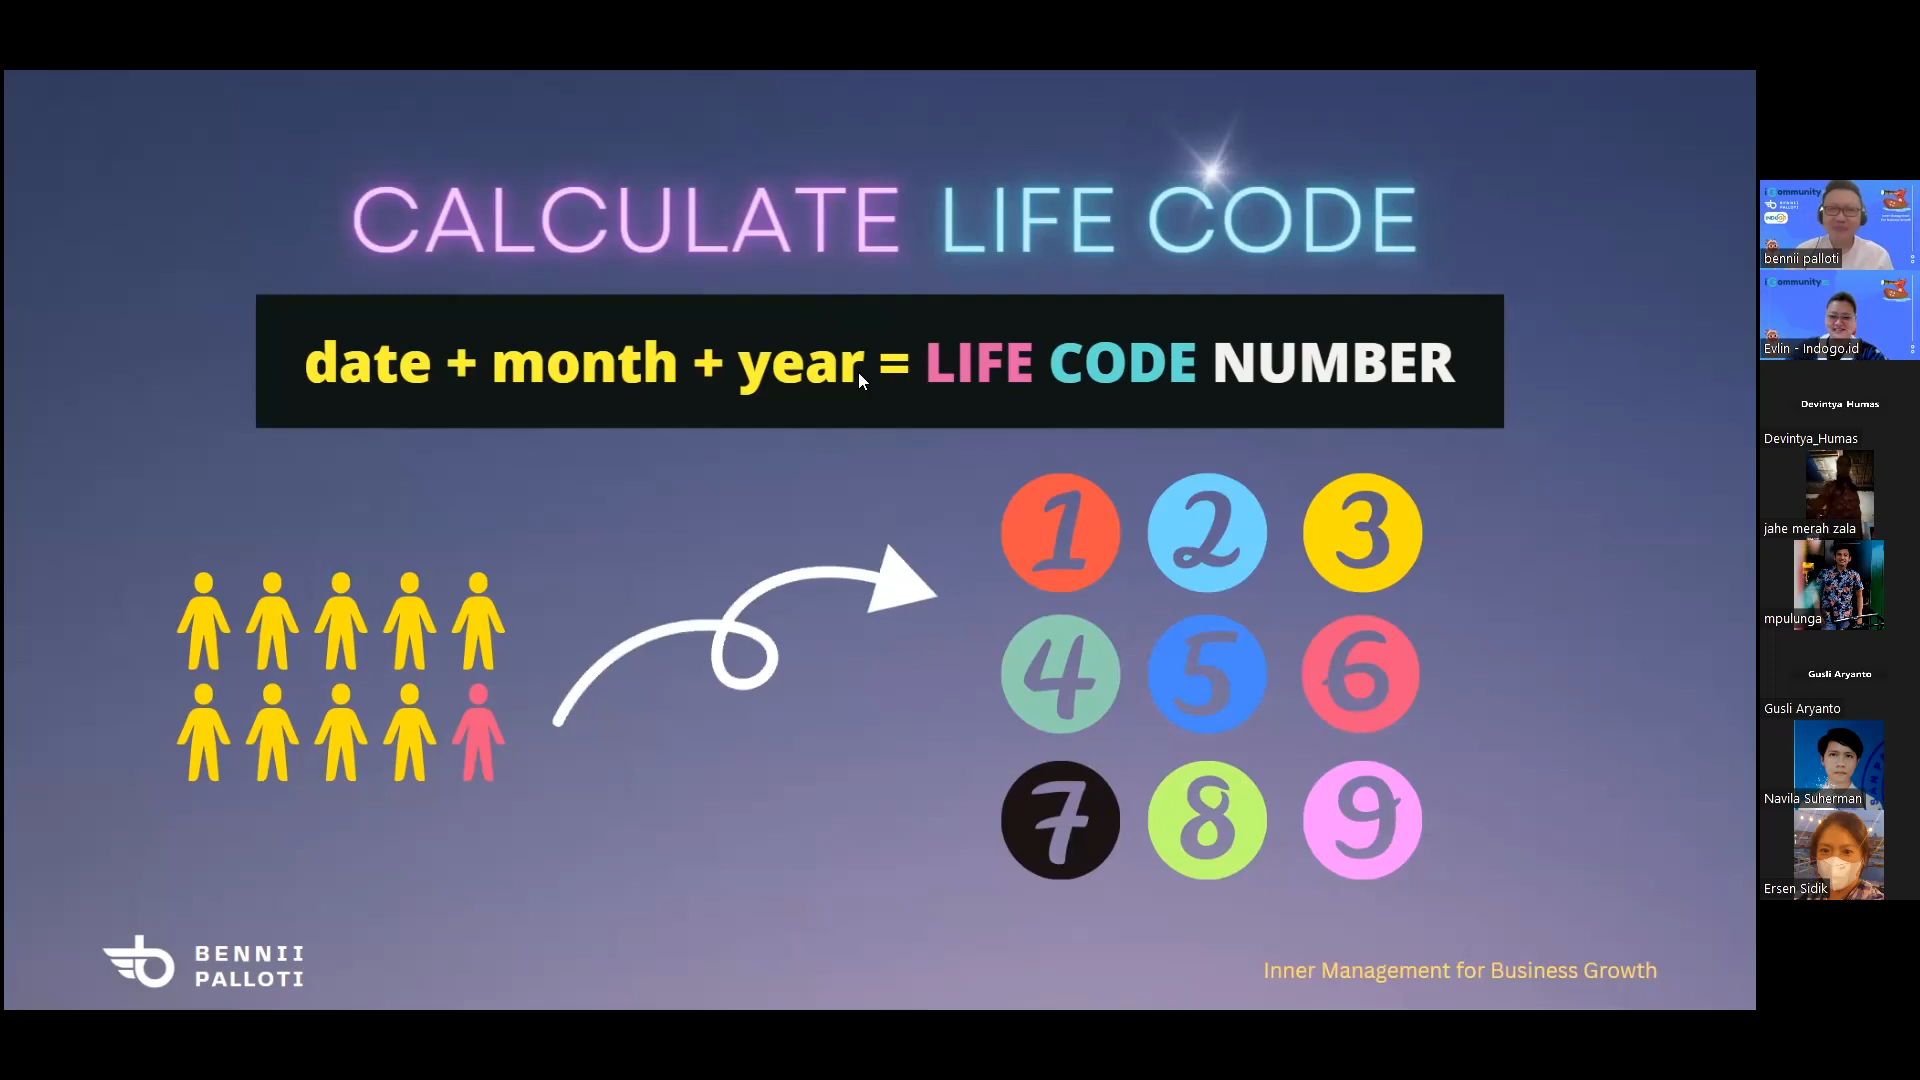 CALCULATE LIFE CODE
date + month + year = LIFE CODE NUMBER
1 2 3
4 5 6
7 8 9
BENNII
PALLOTI
Inner Management for Business Growth
bennii palloti
Evlin - Indogo.id
Devintya Humas
Devintya_Humas
jahe merah zala
mpulunga
Gusli Aryanto
Gusli Aryanto
Navila Suherman
Ersen Sidik